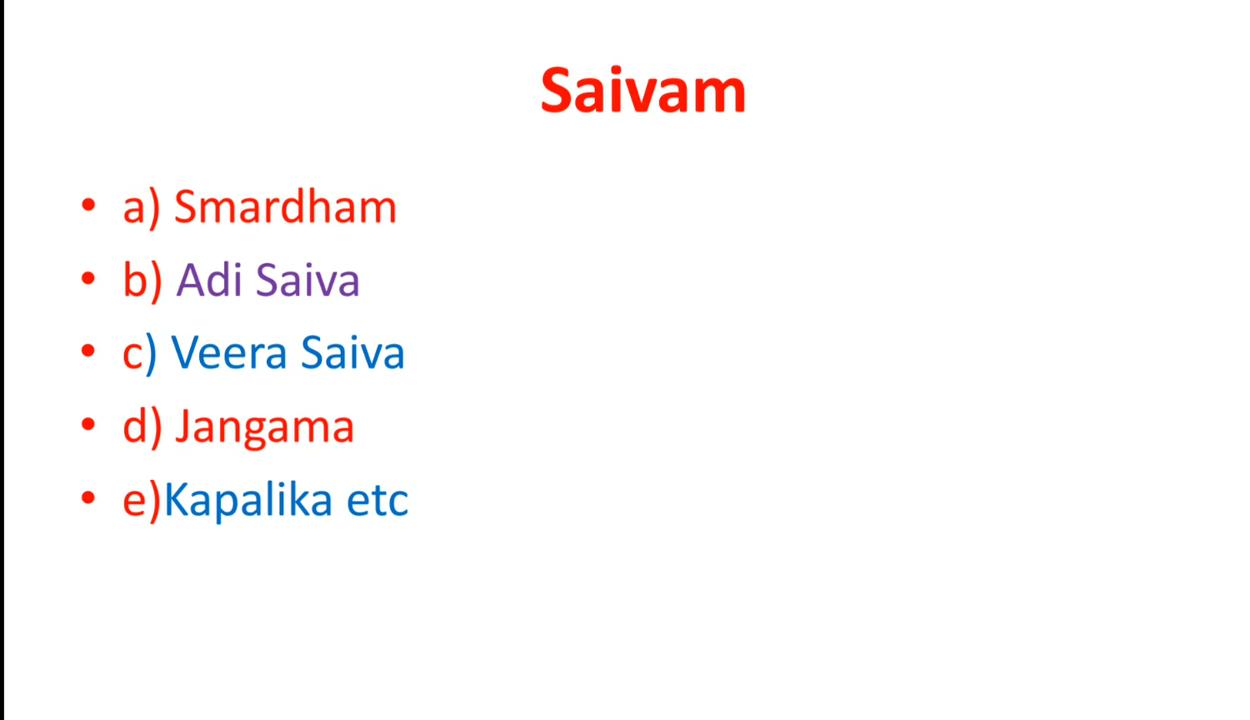 Saivam
• a) Smardham
• b) Adi Saiva
• c) Veera Saiva
• d) Jangama
• e)Kapalika etc